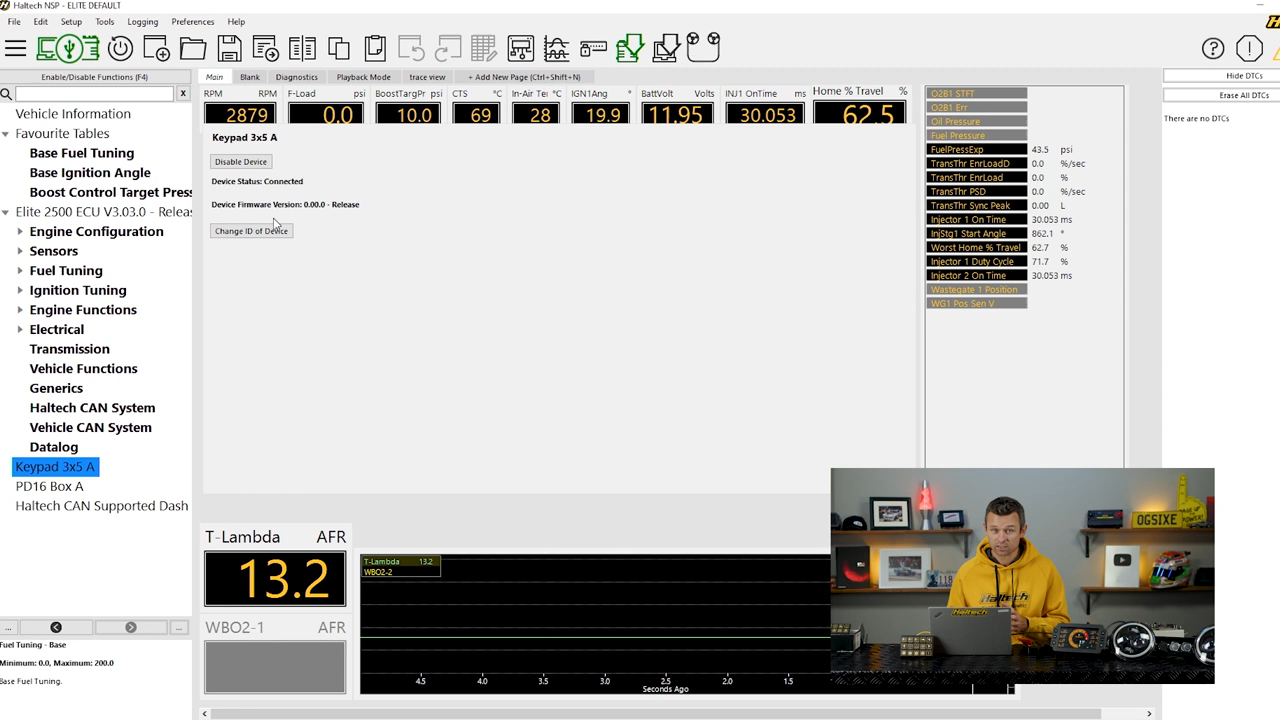 Haltech NSP - ELITE DEFAULT
File Edit Setup Tools Logging Preferences Help
Enable/Disable Functions (F4)
X
Vehicle Information
Favourite Tables
Base Fuel Tuning
Base Ignition Angle
Boost Control Target Press
Elite 2500 ECU V3.03.0 - Releas
Engine Configuration
Sensors
Fuel Tuning
Ignition Tuning
Engine Functions
Electrical
Transmission
Vehicle Functions
Generics
Haltech CAN System
Vehicle CAN System
Datalog
Keypad 3x5 A
PD16 Box A
Haltech CAN Supported Dash
... ...
Fuel Tuning - Base
Minimum: 0.0, Maximum: 200.0
Base Fuel Tuning.
Main Blank Diagnostics Playback Mode trace view + Add New Page (Ctrl+Shift+N)
RPM RPM F-Load psi BoostTargPr psi CTS °C In-Air Tei °C IGN1Ang ° BattVolt Volts INJ1 OnTime ms Home % Travel %
2879 0.0 10.0 69 28 19.9 11.95 30.053 62.5
Keypad 3x5 A
Disable Device
Device Status: Connected
Device Firmware Version: 0.00.0 - Release
Change ID of Device
O2B1 STFT
O2B1 Err
Oil Pressure
Fuel Pressure
FuelPressExp 43.5 psi
TransThr EnrLoadD 0.0 %/sec
TransThr EnrLoad 0.0 %
TransThr PSD 0.0 %/sec
TransThr Sync Peak 0.00 L
Injector 1 On Time 30.053 ms
InjStg1 Start Angle 862.1 °
Worst Home % Travel 62.7 %
Injector 1 Duty Cycle 71.7 %
Injector 2 On Time 30.053 ms
Wastegate 1 Position
WG1 Pos Sen V
Hide DTCs
Erase All DTCs
There are no DTCs
T-Lambda AFR
13.2
WBO2-1 AFR
T-Lambda 13.2
WBO2-2
4.5 4.0 3.5 3.0 2.5 2.0 1.5
Seconds Ago
OGSIXE
Haltech
Haltech